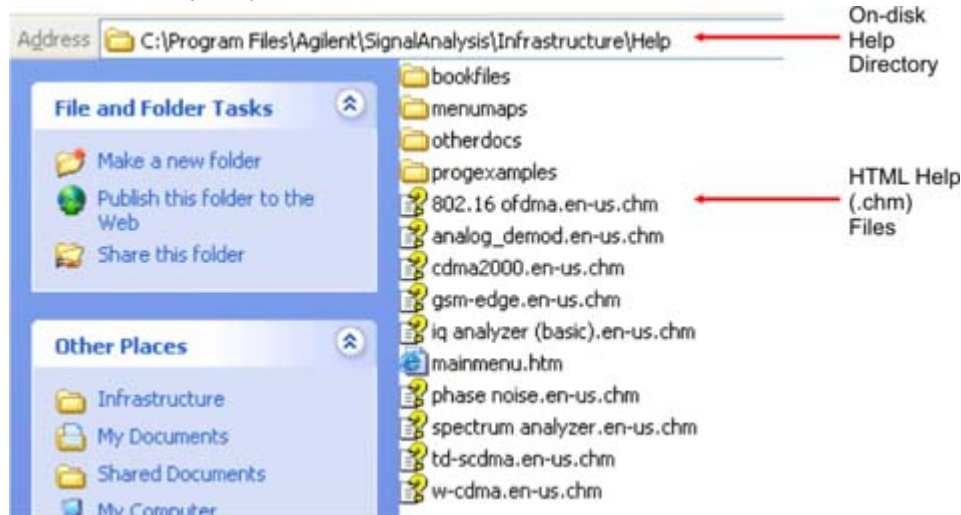 Address C:\Program Files\Agilent\SignalAnalysis\Infrastructure\Help
On-disk
Help
Directory
File and Folder Tasks
Make a new folder
Publish this folder to the
Web
Share this folder
Other Places
Infrastructure
My Documents
Shared Documents
My Computer
bookfiles
menumaps
otherdocs
progexamples
802.16 ofdma.en-us.chm
analog_demod.en-us.chm
cdma2000.en-us.chm
gsm-edge.en-us.chm
iq analyzer (basic).en-us.chm
mainmenu.htm
phase noise.en-us.chm
spectrum analyzer.en-us.chm
td-scdma.en-us.chm
w-cdma.en-us.chm
HTML Help
(.chm)
Files